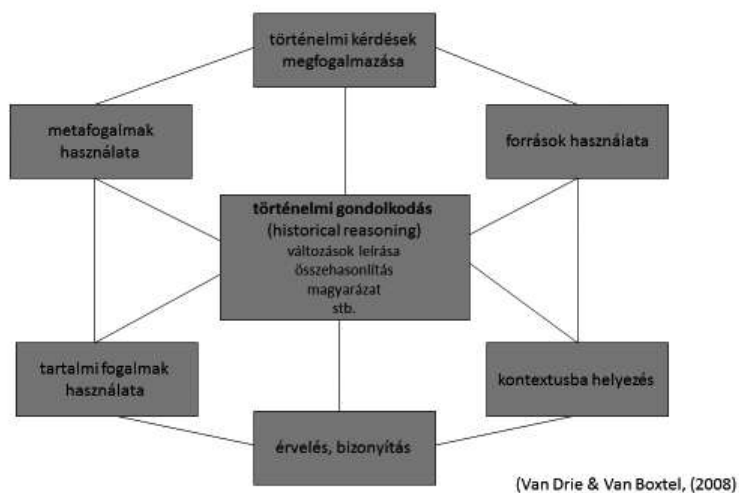 történelmi kérdések
megfogalmazása
metafogalmak
használata
források használata
történelmi gondolkodás
(historical reasoning)
változások leírása
összehasonlítás
magyarázat
stb.
tartalmi fogalmak
használata
kontextusba helyezés
érvelés, bizonyítás
(Van Drie & Van Boxtel, (2008)